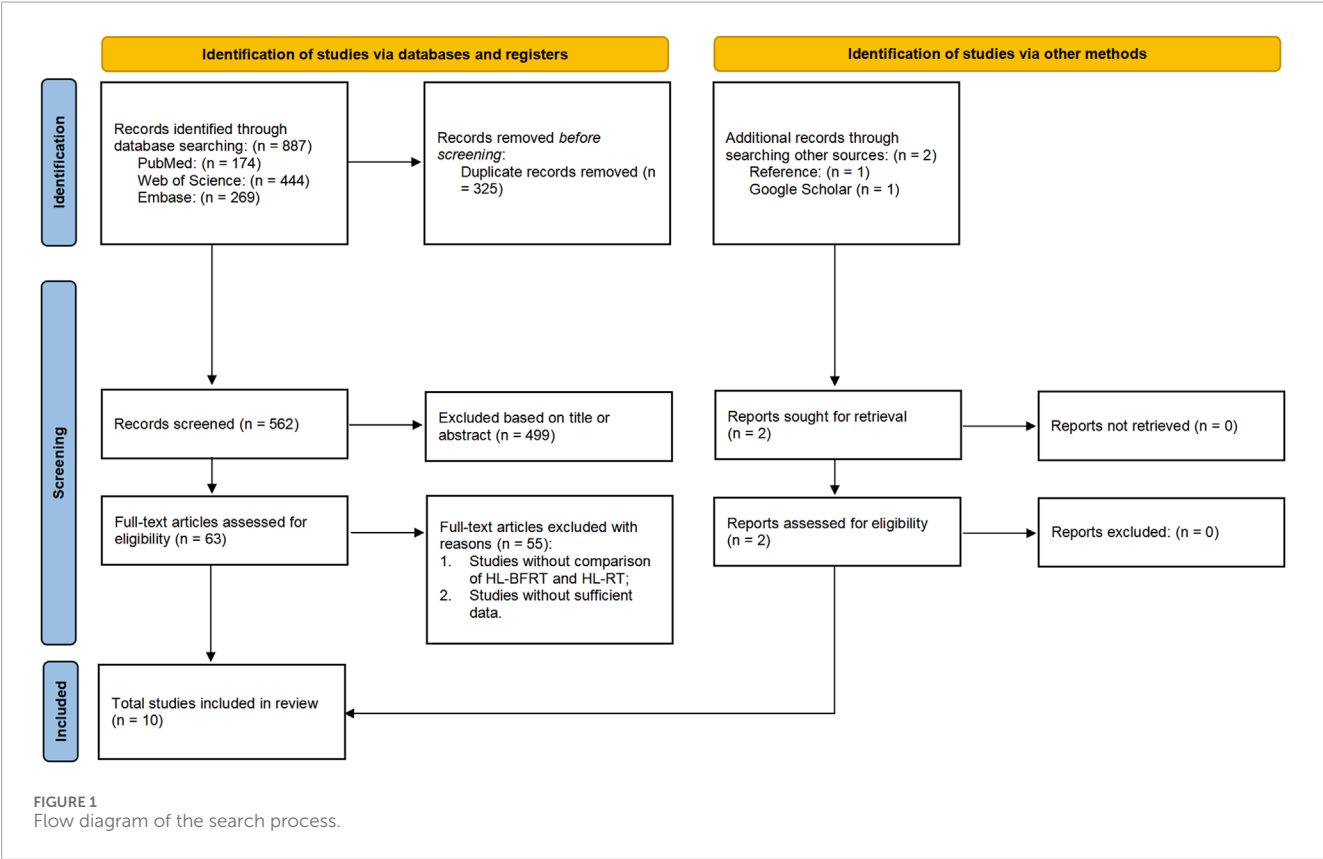 Identification of studies via databases and registers
Identification of studies via other methods
Identification
Records identified through
database searching: (n = 887)
PubMed: (n = 174)
Web of Science: (n = 444)
Embase: (n = 269)
Records removed before
screening:
Duplicate records removed (n
= 325)
Additional records through
searching other sources: (n = 2)
Reference: (n = 1)
Google Scholar (n = 1)
Screening
Records screened (n = 562)
Excluded based on title or
abstract (n = 499)
Reports sought for retrieval
(n = 2)
Reports not retrieved (n = 0)
Full-text articles assessed for
eligibility (n = 63)
Full-text articles excluded with
reasons (n = 55):
1. Studies without comparison
of HL-BFRT and HL-RT;
2. Studies without sufficient
data.
Reports assessed for eligibility
(n = 2)
Reports excluded: (n = 0)
Included
Total studies included in review
(n = 10)
FIGURE 1
Flow diagram of the search process.